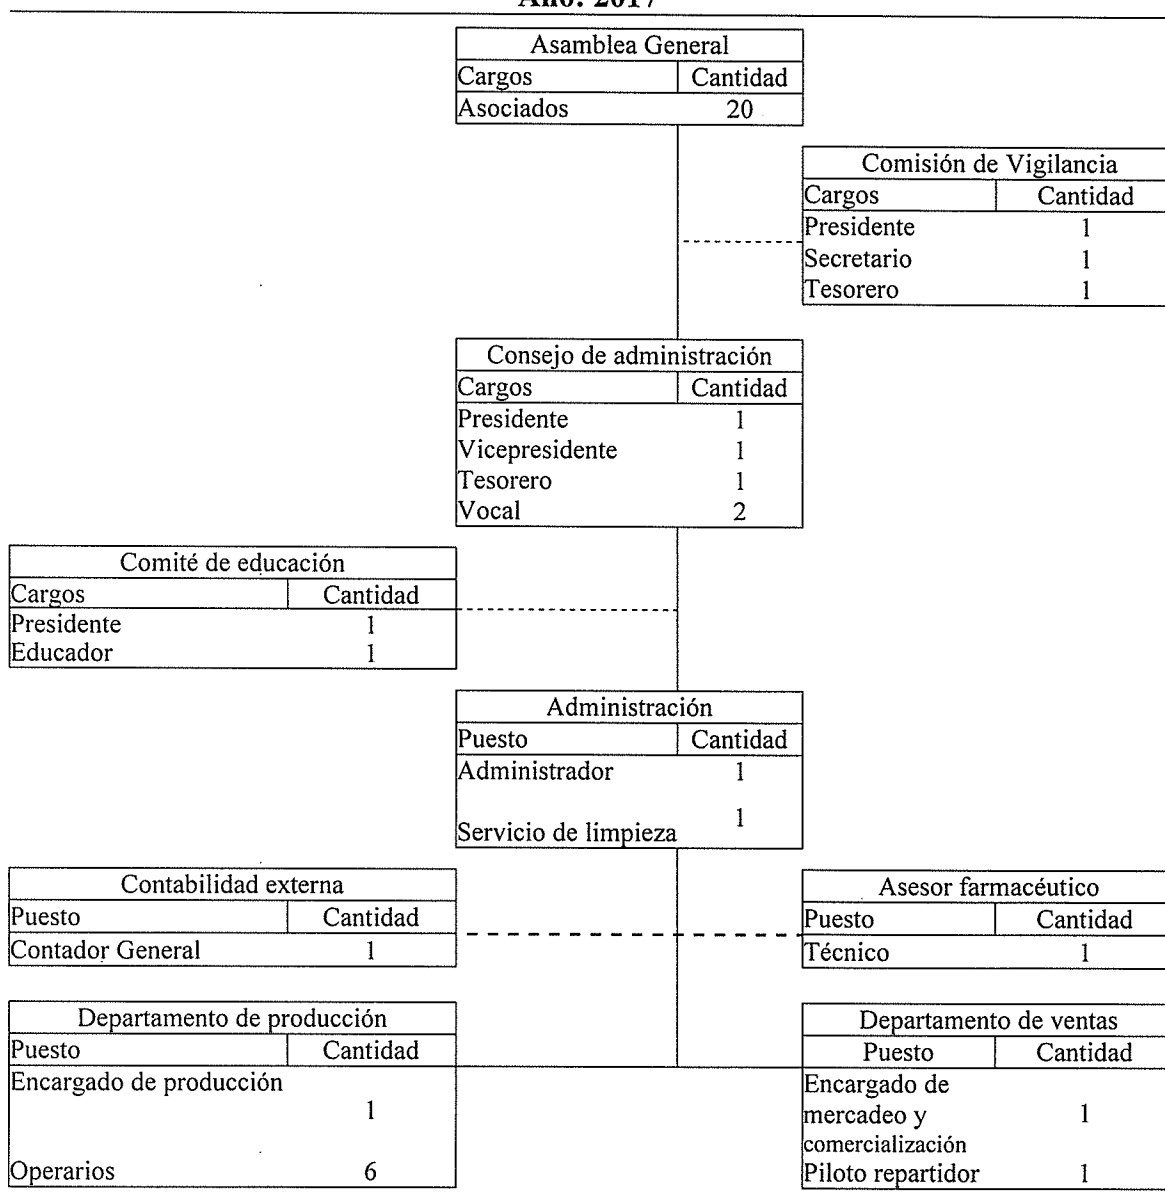 Año: 2017
Asamblea General
Cargos Cantidad
Asociados 20
Comisión de Vigilancia
Cargos Cantidad
Presidente 1
Secretario 1
Tesorero 1
Consejo de administración
Cargos Cantidad
Presidente 1
Vicepresidente 1
Tesorero 1
Vocal 2
Comité de educación
Cargos Cantidad
Presidente 1
Educador 1
Administración
Puesto Cantidad
Administrador 1
Servicio de limpieza 1
Contabilidad externa
Puesto Cantidad
Contador General 1
Asesor farmacéutico
Puesto Cantidad
Técnico 1
Departamento de producción
Puesto Cantidad
Encargado de producción
1
Operarios 6
Departamento de ventas
Puesto Cantidad
Encargado de
mercadeo y 1
comercialización
Piloto repartidor 1